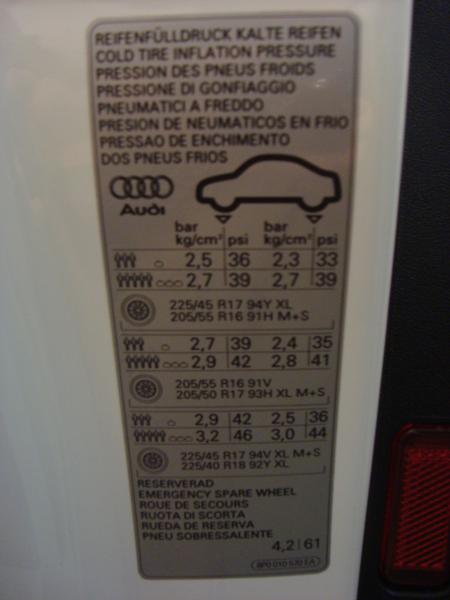 REIFENFÜLLDRUCK KALTE REIFEN
COLD TIRE INFLATION PRESSURE
PRESSION DES PNEUS FROIDS
PRESSIONE DI GONFIAGGIO
PNEUMATICI A FREDDO
PRESION DE NEUMATICOS EN FRIO
PRESSAO DE ENCHIMENTO
DOS PNEUS FRIOS
Audi
bar bar
kg/cm² psi kg/cm² psi
2,5 36 2,3 33
2,7 39 2,7 39
225/45 R17 94Y XL
205/55 R16 91H M+S
2,7 39 2,4 35
2,9 42 2,8 41
205/55 R16 91V
205/50 R17 93H XL M+S
2,9 42 2,5 36
3,2 46 3,0 44
225/45 R17 94V XL M+S
225/40 R18 92Y XL
RESERVERAD
EMERGENCY SPARE WHEEL
ROUE DE SECOURS
RUOTA DI SCORTA
RUEDA DE RESERVA
PNEU SOBRESSALENTE
4,2 61
8P0 010 520 EA